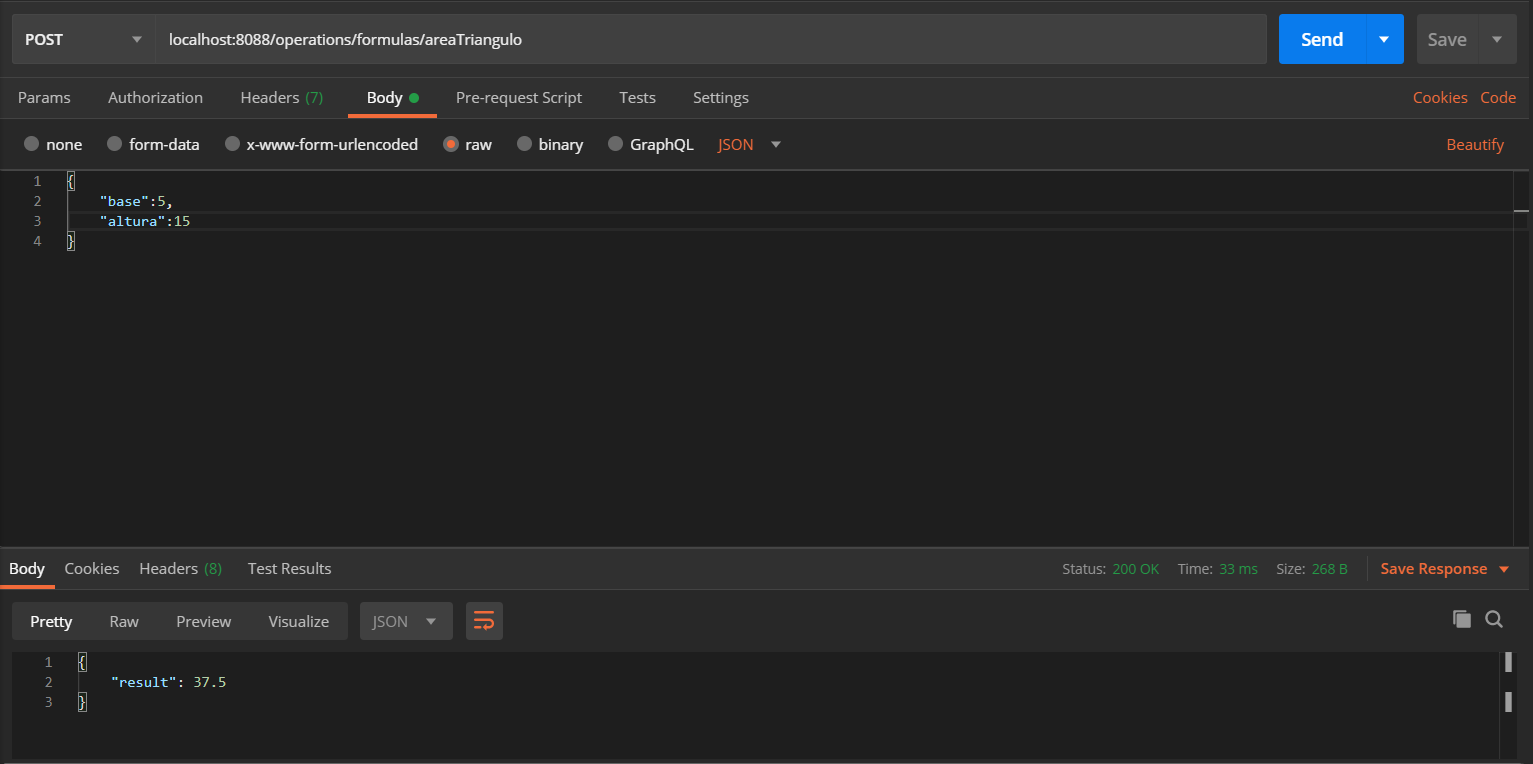 POST localhost:8088/operations/formulas/areaTriangulo Send Save
Params Authorization Headers (7) Body Pre-request Script Tests Settings Cookies Code
none form-data x-www-form-urlencoded raw binary GraphQL JSON Beautify
1 {
2 "base":5,
3 "altura":15
4 }
Body Cookies Headers (8) Test Results Status: 200 OK Time: 33 ms Size: 268 B Save Response
Pretty Raw Preview Visualize JSON
1 {
2 "result": 37.5
3 }